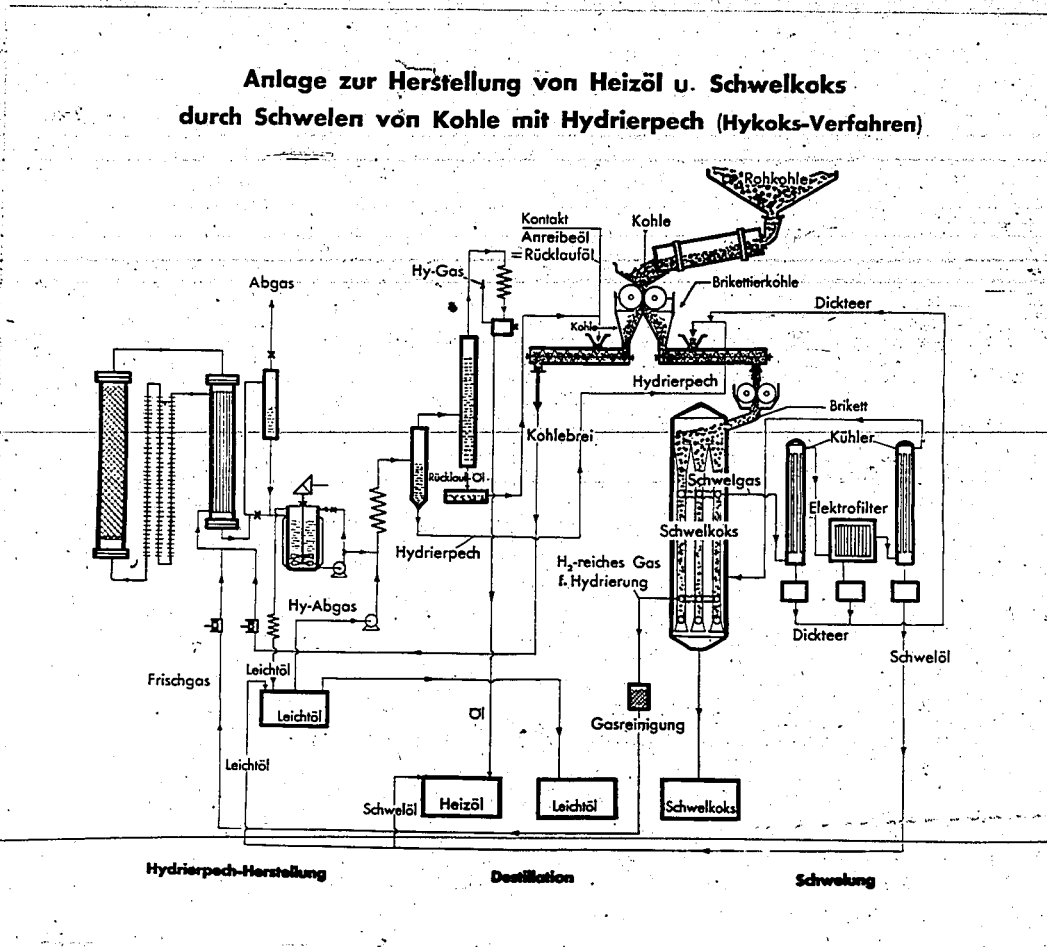 Anlage zur Herstellung von Heizöl u. Schwelkoks
durch Schwelen von Kohle mit Hydrierpech (Hykoks-Verfahren)
Rohkohle
Kontakt
Anreibeöl
= Rücklauföl
Kohle
Hy-Gas
Abgas
Brikettierkohle
Dickteer
Kohle
Hydrierpech
Brikett
Kohlebrei
Kühler
Rücklauf-Öl
Schwelgas
Elektrofilter
Schwelkoks
Hydrierpech
H₂-reiches Gas
f. Hydrierung
Hy-Abgas
Dickteer
Schwelöl
Leichtöl
Frischgas
Leichtöl
Öl
Gasreinigung
Leichtöl
Schwelöl
Heizöl
Leichtöl
Schwelkoks
Hydrierpech-Herstellung
Destillation
Schwelung